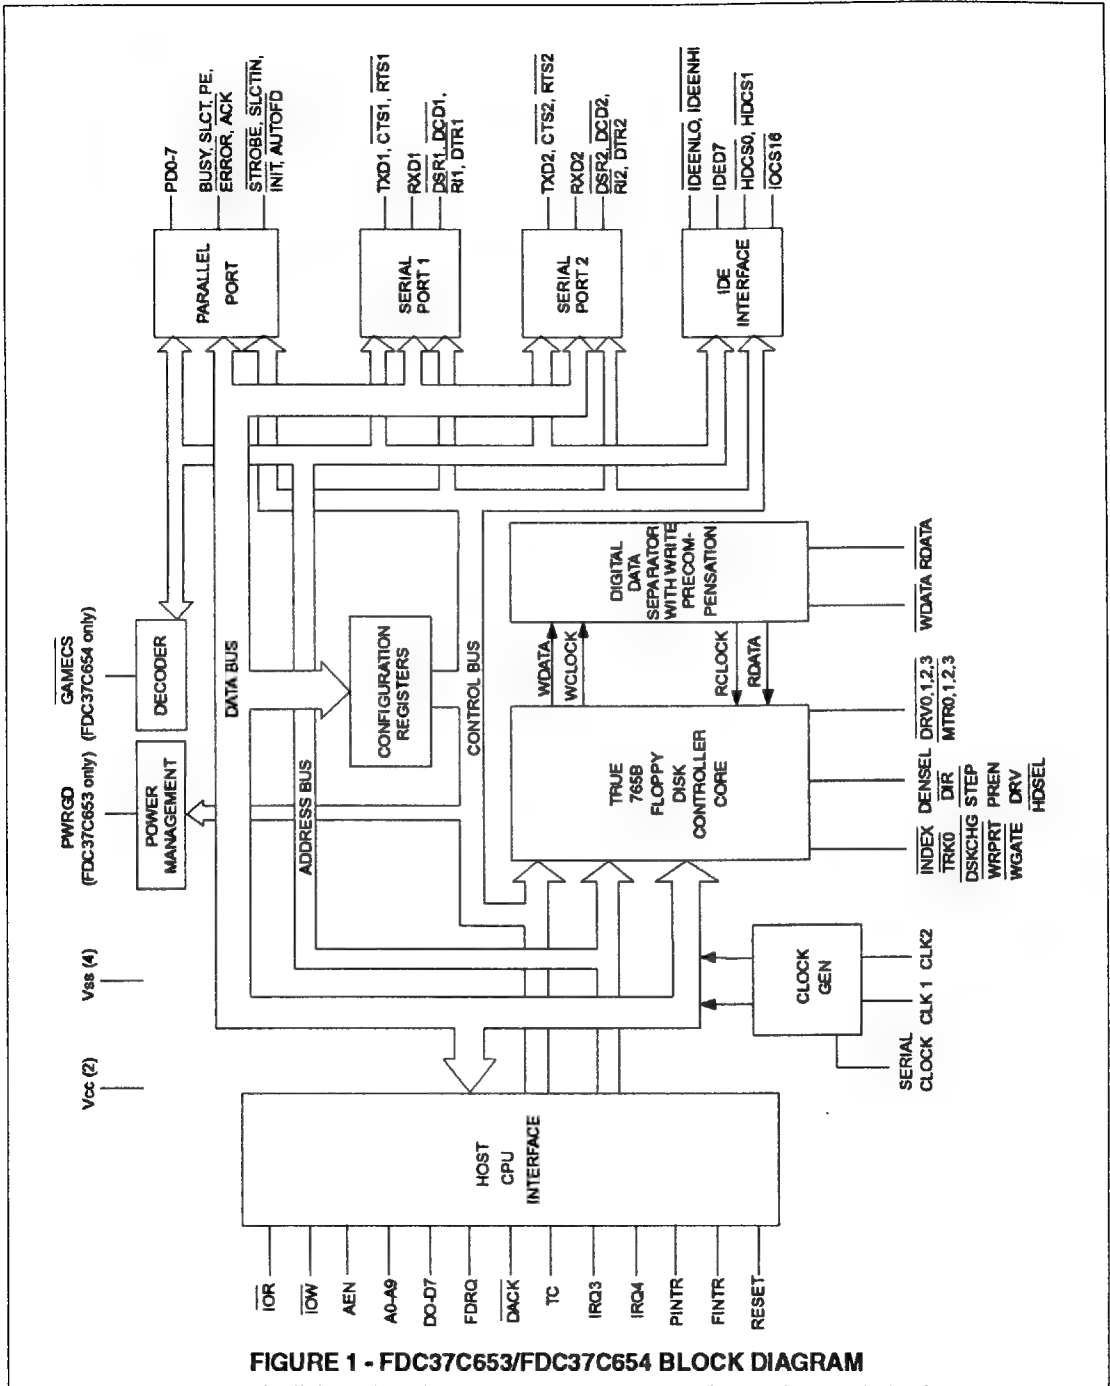 PD0-7
BUSY, SLCT, PE,
ERROR, ACK
STROBE, SLCTIN,
INIT, AUTOFD
TXD1, CTS1, RTS1
RXD1
DSR1, DCD1,
RI1, DTR1
TXD2, CTS2, RTS2
RXD2
DSR2, DCD2,
RI2, DTR2
IDEENLO, IDEENHI
IDED7
HDCS0, HDCS1
IOCS16
PARALLEL
PORT
SERIAL
PORT 1
SERIAL
PORT 2
IDE
INTERFACE
GAMECS
(FDC37C654 only)
DECODER
PWRGD
(FDC37C653 only)
POWER
MANAGEMENT
DATA BUS
ADDRESS BUS
CONTROL BUS
CONFIGURATION
REGISTERS
DIGITAL
DATA
SEPARATOR
WITH WRITE
PRECOM-
PENSATION
WDATA
WCLOCK
RCLOCK
RDATA
WDATA RDATA
TRUE
765B
FLOPPY
DISK
CONTROLLER
CORE
DRV0,1,2,3
MTR0,1,2,3
DENSEL
DIR
STEP
PREN
DRV
HDSEL
INDEX
TRK0
DSKCHG
WRPRT
WGATE
Vss (4)
Vcc (2)
CLOCK
GEN
CLK2
CLK 1
SERIAL
CLOCK
HOST
CPU
INTERFACE
IOR
IOW
AEN
A0-A9
DO-D7
FDRQ
DACK
TC
IRQ3
IRQ4
PINTR
FINTR
RESET
FIGURE 1 - FDC37C653/FDC37C654 BLOCK DIAGRAM